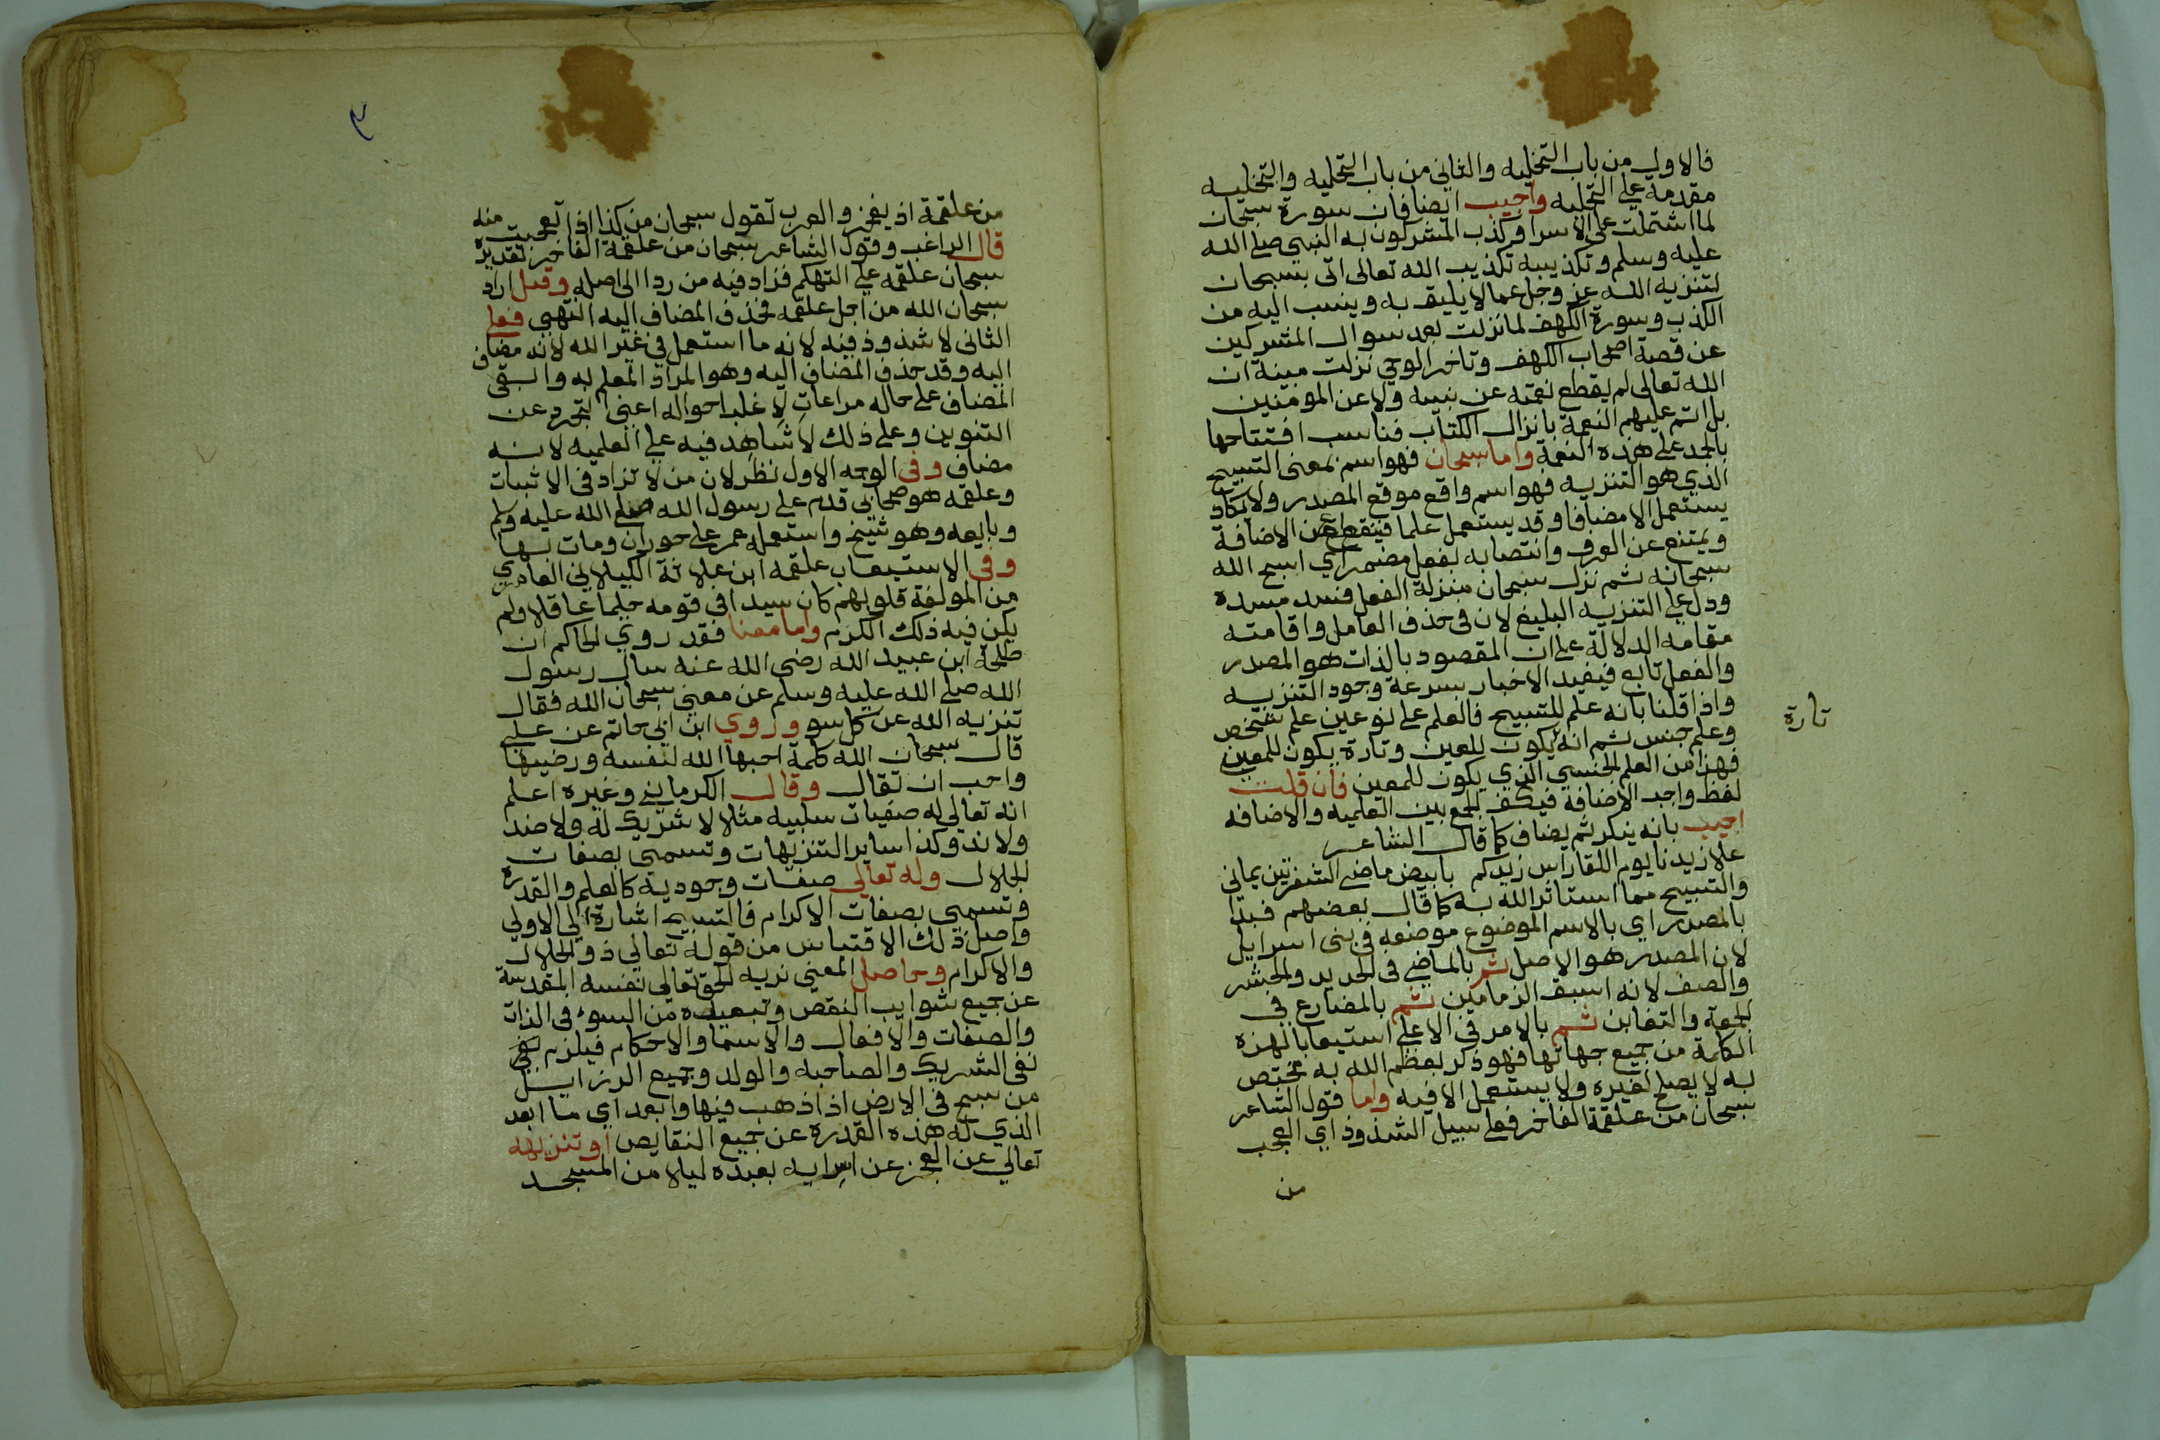 فالاول من باب التخليه والثاني من باب التحليه والتخليه
مقدمة على التحليه واجيب ايضا فان سورة سبحان
لما اشتملت على الاسرا وكذب المشركون به النبي صلى الله
عليه وسلم وتكذيبه تكذيب الله تعالى اتى بسبحان
لتنزيه الله عز وجل عما لا يليق به وينسب اليه من
الكذب وسورة الكهف لما نزلت بعد سوال المشركين
عن قصة اصحاب الكهف وتاخر الوحي نزلت مبينة ان
الله تعالى لم يقطع نعمته عن نبيه ولا عن المومنين
بل اتم عليهم النعمة بانزال الكتاب فناسب افتتاحها
بالحمد على هذه النعمة واما سبحان فهو اسم بمعنى التسبيح
الذي هو التنزيه فهو اسم واقع موقع المصدر ولا يكاد
يستعمل الا مضافا وقد يستعمل علما فينقطع عن الاضافة
ويمتنع عن الصرف وانتصابه بفعل مضمر اي اسبح الله
سبحانه ثم نزل سبحان منزلة الفعل فسد مسده
ودل على التنزيه البليغ لان في حذف العامل واقامته
مقامه الدلالة على ان المقصود بالذات هو المصدر
والفعل تابع فيفيد الاخبار بسرعة وجود التنزيه
واذا قلنا بانه علم للتسبيح فالعلم على نوعين علم شخص
وعلم جنس ثم انه يكون للعين وتارة يكون للمعين
تارة
فهذا من العلم الجنسي الذي يكون للمعين فان قلت
لفظ واحد الاضافة فكيف الجمع بين العلميه والاضافه
اجيب بانه ينكر ثم يضاف كما قال الشاعر
علا زيدنا يوم اللقا راس زيدكم بابيض ماضي الشفرتين يماني
والتسبيح مما استاثر الله به كما قال بعضهم فبدا
بالمصدر اي بالاسم الموضوع موضعه في بني اسرايل
لان المصدر هو الاصل ثم بالماضي في الحديد والحشر
والصف لانه اسبق الزمانين ثم بالمضارع في
الجمعة والتغابن ثم بالامر في الاعلى استيعابا لهذه
الكلمة من جميع جهاتها فهو ذكر يعظم الله به مختص
به لا يصلح لغيره ولا يستعمل الا فيه واما قول الشاعر
سبحان من علقمة الفاخر فعلى سبيل الشذوذ اي العجب
من
من علقمة اذ يفخر والعرب تقول سبحان من كذا اذا تعجبت منه
قال الراغب وقول الشاعر سبحان من علقمة الفاخر تقديره
سبحان علقمه على التهكم فزاد فيه من ردا الى اصله وقيل اراد
سبحان الله من اجل علقمه فحذف المضاف اليه انتهى فعلى
الثاني لا شذوذ فيه لانه ما استعمل في غير الله لانه مضاف
اليه وقد حذف المضاف اليه وهو المراد للعلم به وابقى
المضاف على حاله مراعات لاغلب احواله اعني التجرد عن
التنوين وعلى ذلك لا شاهد فيه على العلميه لانه
مضاف وفي الوجه الاول نظر لان من لا تزاد في الاثبات
وعلقمه هو صحابي قدم على رسول الله صلى الله عليه وسلم
وبايعه وهو شيخ واستعمله عمر على حوران ومات بها
وفي الاستيعاب علقمه ابن علاثة الكلابي العامري
من المولفة قلوبهم كان سيدا في قومه حليما عاقلا ولم
يكن فيه ذلك الكرم واما معنا فقد روي الحاكم ان
طلحة ابن عبيد الله رضي الله عنه سال رسول
الله صلى الله عليه وسلم عن معنى سبحان الله فقال
تنزيه الله عن كل سو وروي ابن ابي حاتم عن علي
قال سبحان الله كلمة احبها الله لنفسه ورضيها
واحب ان تقال وقال الكرماني وغيره اعلم
انه تعالى له صفيات سلبيه مثلا لا شريك له ولا ضد
ولا ند وكذا ساير التنزيهات وتسمى بصفات
الجلال وله تعالى صفات وجوديه كالعلم والقدرة
وتسمى بصفات الاكرام فالتسبيح اشارة الى الاولى
واصل ذلك الاقتباس من قوله تعالى ذو الجلال
والاكرام وحاصل المعنى نزيه الحق تعالى نفسه المقدسة
عن جميع شوايب النقص وتبعيده من السوء في الذات
والصفات والافعال والاسما والاحكام فيلزم نفي
نفى الشريك والصاحبه والولد وجميع الرذايل
من سبح في الارض اذا ذهب فيها وابعد اي ما ابعد
الذي له هذه القدرة عن جميع النقايص او تنزيهه
تعالى عن العجز عن اسرايه بعبده ليلا من المسجد